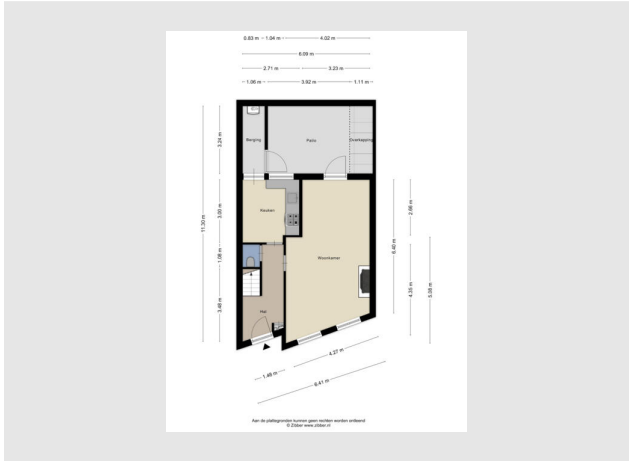 0.83 m 1.04 m 4.02 m
6.09 m
2.71 m 3.23 m
1.06 m 3.92 m 1.11 m
Berging
Patio
Overkapping
3.24 m
Keuken
3.00 m
2.66 m
11.30 m
6.40 m
Woonkamer
1.08 m
4.35 m
5.08 m
3.48 m
Hal
4.27 m
1.49 m
6.41 m
Aan de plattegronden kunnen geen rechten worden ontleend
© Zibber www.zibber.nl